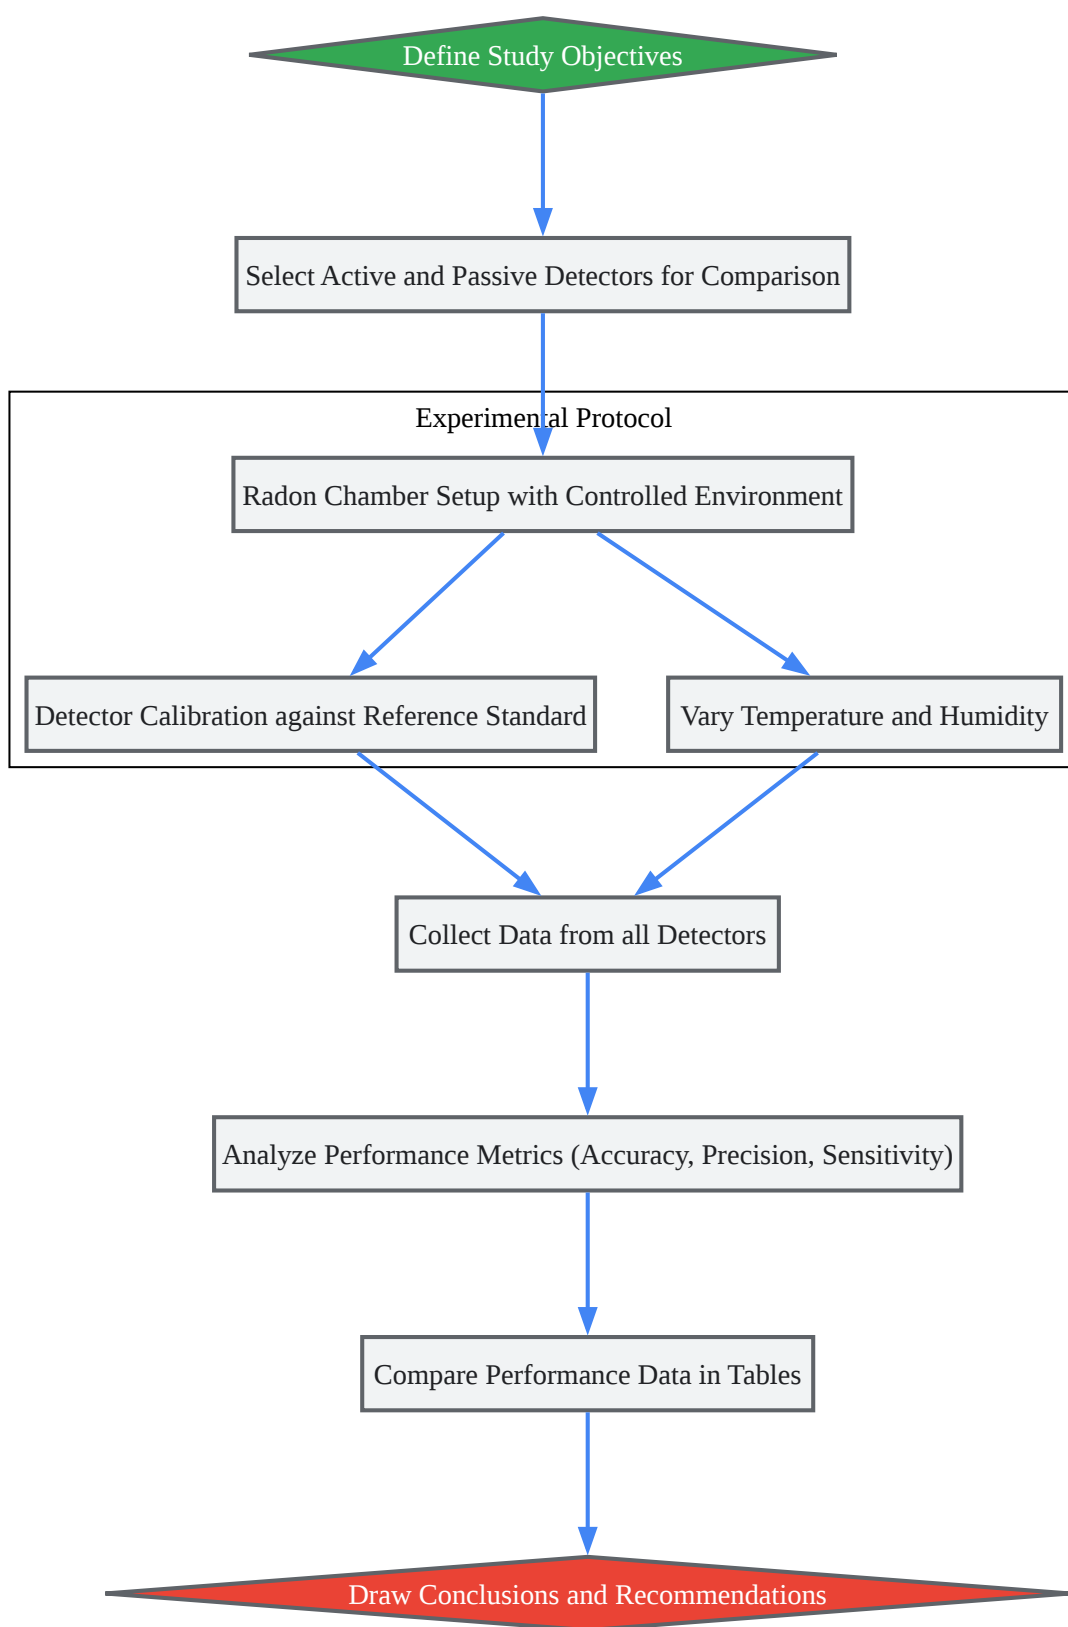 Define Study Objectives
Select Active and Passive Detectors for Comparison
Experimental Protocol
Radon Chamber Setup with Controlled Environment
Detector Calibration against Reference Standard
Vary Temperature and Humidity
Collect Data from all Detectors
Analyze Performance Metrics (Accuracy, Precision, Sensitivity)
Compare Performance Data in Tables
Draw Conclusions and Recommendations